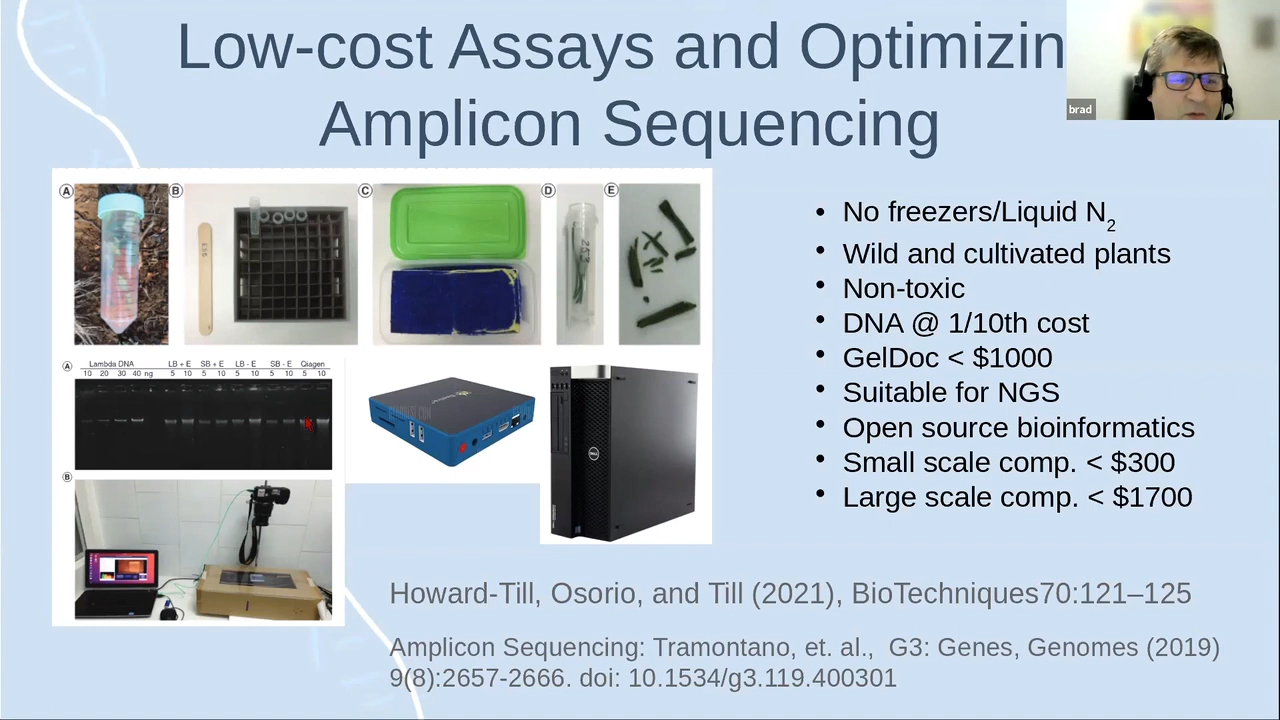 Low-cost Assays and Optimizin
Amplicon Sequencing
brad
A B C D E
• No freezers/Liquid N2
• Wild and cultivated plants
• Non-toxic
• DNA @ 1/10th cost
• GelDoc < $1000
• Suitable for NGS
• Open source bioinformatics
• Small scale comp. < $300
• Large scale comp. < $1700
A Lambda DNA LB + E SB + E LB - E SB - E Qiagen
10 20 30 40 ng 5 10 5 10 5 10 5 10 5 10
B
DELL
Howard-Till, Osorio, and Till (2021), BioTechniques70:121–125
Amplicon Sequencing: Tramontano, et. al., G3: Genes, Genomes (2019)
9(8):2657-2666. doi: 10.1534/g3.119.400301